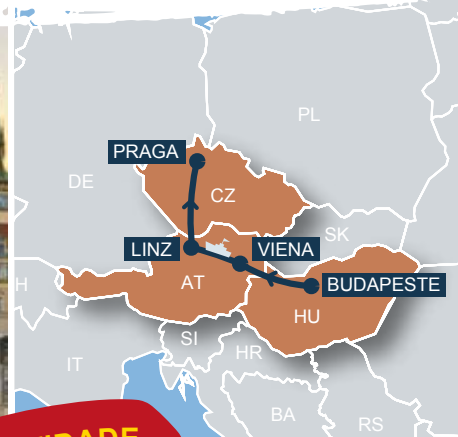 PL
PRAGA
DE
CZ
SK
LINZ
VIENA
AT
BUDAPESTE
H
HU
SI
HR
IT
BA
RS